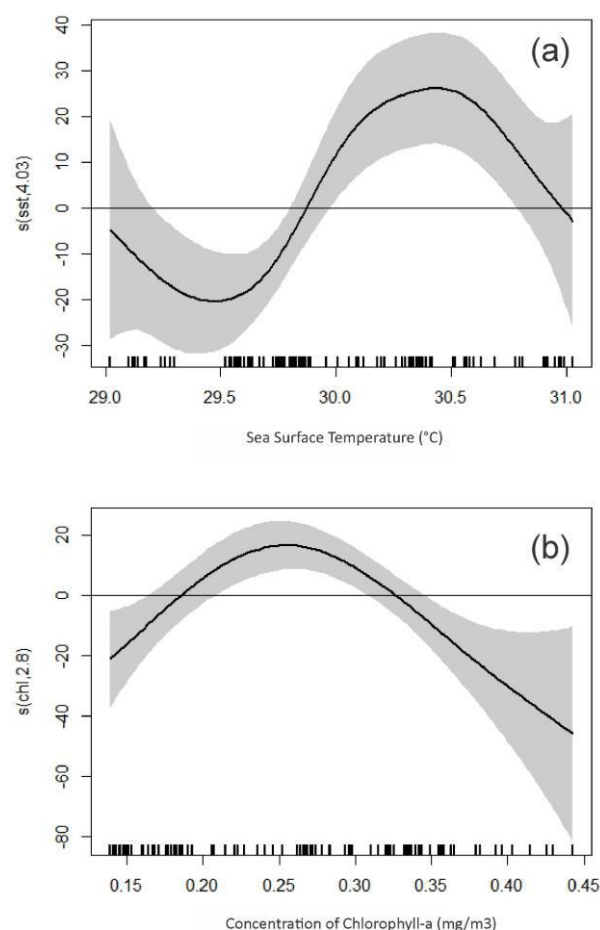 (a)
s(sst,4.03)
40
30
20
10
0
-10
-20
-30
29.0 29.5 30.0 30.5 31.0
Sea Surface Temperature (°C)
(b)
s(chl,2.8)
20
0
-20
-40
-60
-80
0.15 0.20 0.25 0.30 0.35 0.40 0.45
Concentration of Chlorophyll-a (mg/m3)